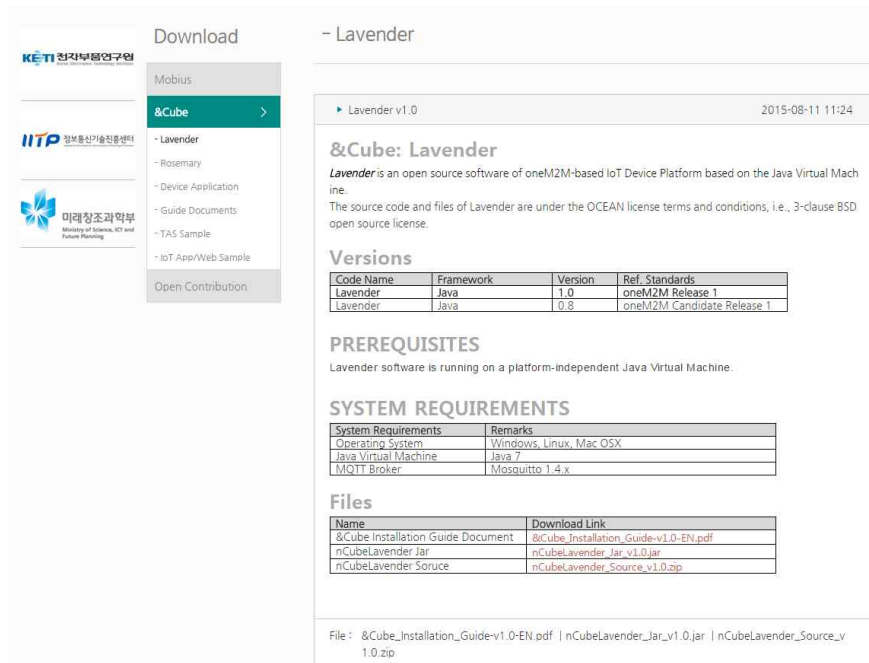 KETI 전자부품연구원
Korea Electronics Technology Institute
IITP 정보통신기술진흥센터
미래창조과학부
Ministry of Science, ICT and
Future Planning
Download
Mobius
&Cube >
- Lavender
- Rosemary
- Device Application
- Guide Documents
- TAS Sample
- IoT App/Web Sample
Open Contribution
- Lavender
Lavender v1.0 2015-08-11 11:24
&Cube: Lavender
Lavender is an open source software of oneM2M-based IoT Device Platform based on the Java Virtual Mach
ine.
The source code and files of Lavender are under the OCEAN license terms and conditions, i.e., 3-clause BSD
open source license.
Versions
Code Name Framework Version Ref. Standards
Lavender Java 1.0 oneM2M Release 1
Lavender Java 0.8 oneM2M Candidate Release 1
PREREQUISITES
Lavender software is running on a platform-independent Java Virtual Machine.
SYSTEM REQUIREMENTS
System Requirements Remarks
Operating System Windows, Linux, Mac OSX
Java Virtual Machine Java 7
MQTT Broker Mosquitto 1.4.x
Files
Name Download Link
&Cube Installation Guide Document &Cube_Installation_Guide-v1.0-EN.pdf
nCubeLavender Jar nCubeLavender_Jar_v1.0.jar
nCubeLavender Soruce nCubeLavender_Source_v1.0.zip
File : &Cube_Installation_Guide-v1.0-EN.pdf | nCubeLavender_Jar_v1.0.jar | nCubeLavender_Source_v
1.0.zip